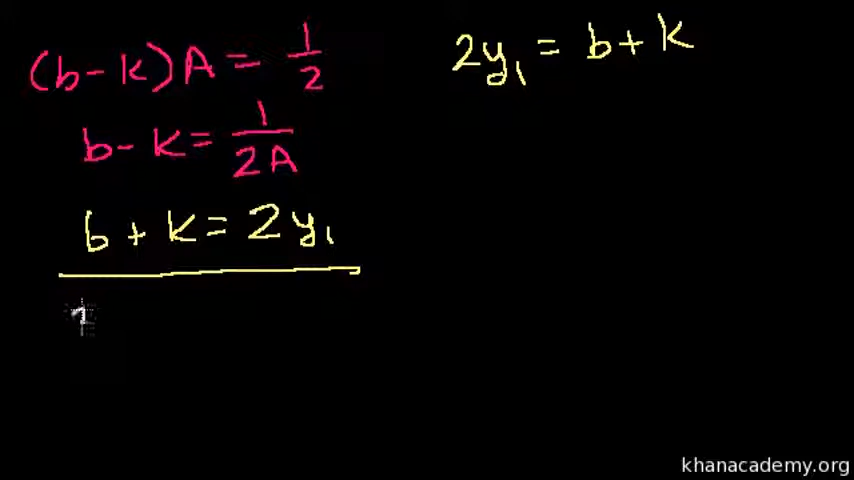 (b-k)A = 1/2
2y₁ = b+k
b-k = 1/2A
b+k = 2y₁
khanacademy.org